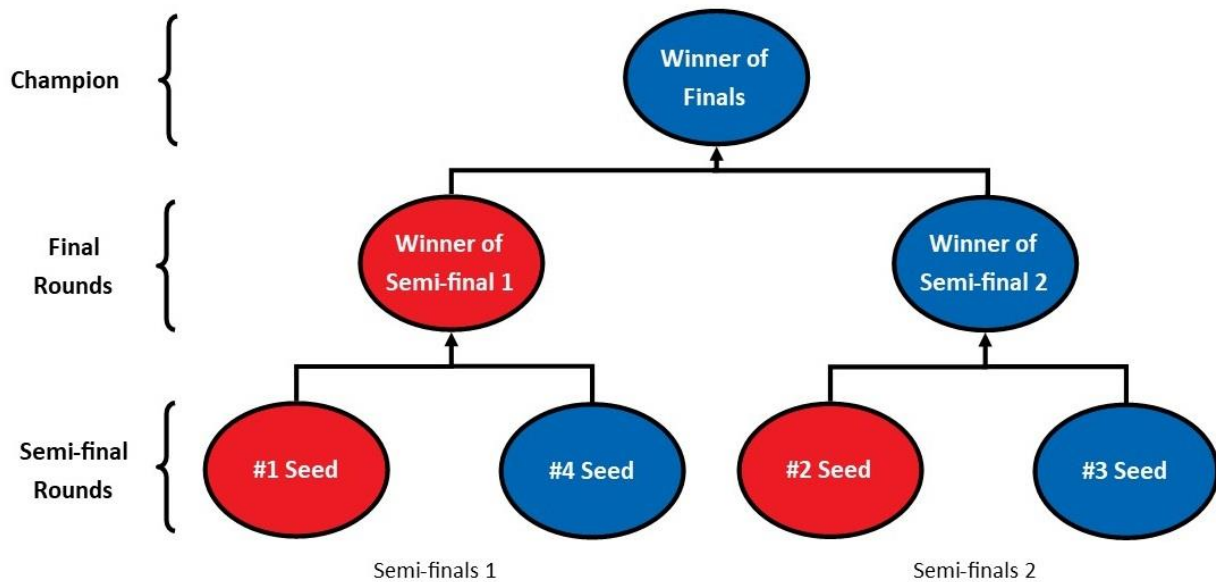 Champion
Winner of
Finals
Final
Rounds
Winner of
Semi-final 1
Winner of
Semi-final 2
Semi-final
Rounds
#1 Seed
#4 Seed
#2 Seed
#3 Seed
Semi-finals 1
Semi-finals 2